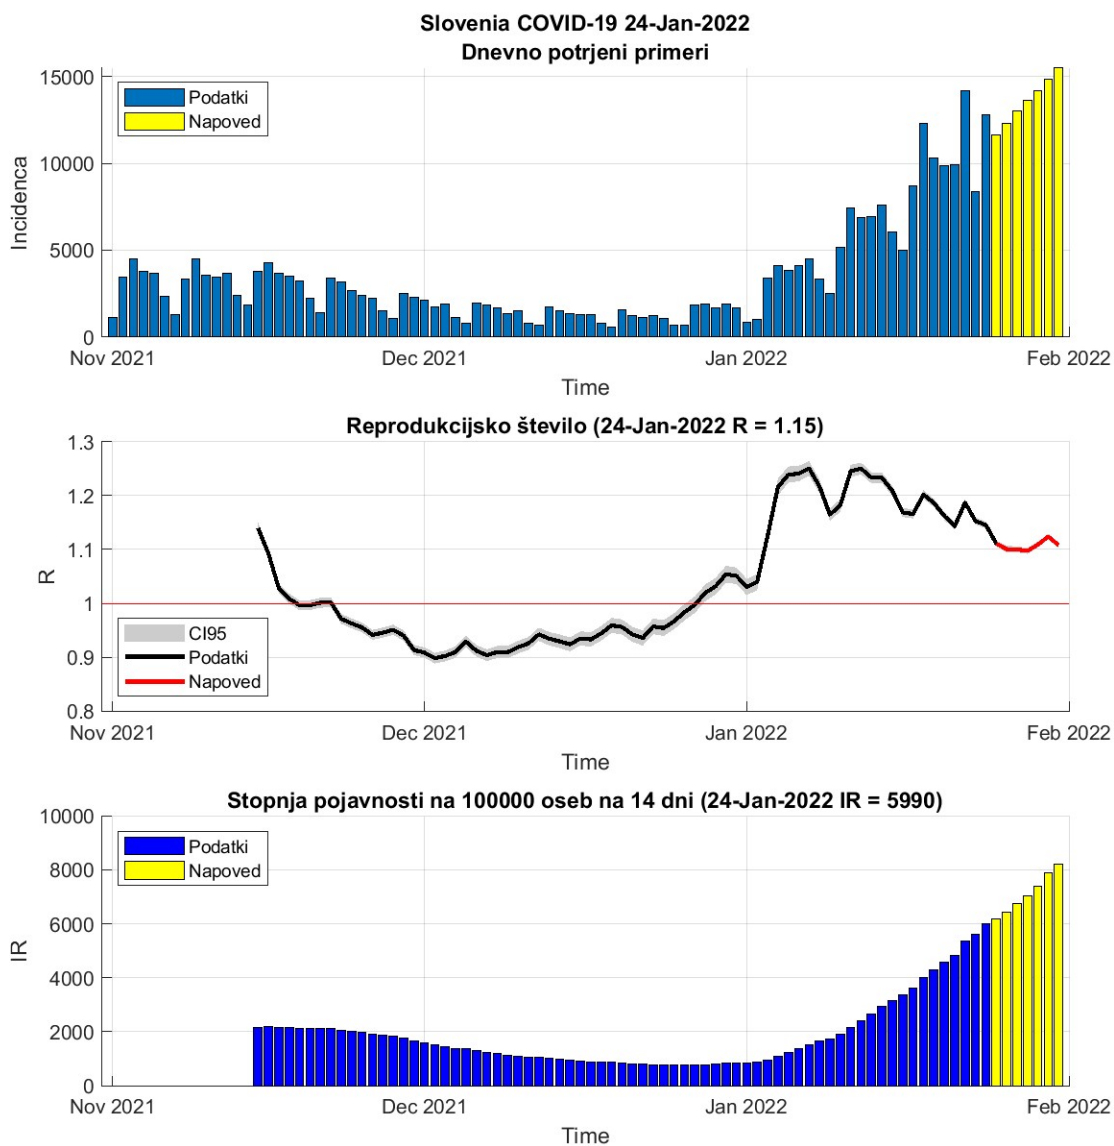 Slovenia COVID-19 24-Jan-2022
Dnevno potrjeni primeri
15000
10000
5000
0
Incidenca
Podatki
Napoved
Nov 2021
Dec 2021
Jan 2022
Feb 2022
Time
Reprodukcijsko število (24-Jan-2022 R = 1.15)
1.3
1.2
1.1
1
0.9
0.8
R
CI95
Podatki
Napoved
Nov 2021
Dec 2021
Jan 2022
Feb 2022
Time
Stopnja pojavnosti na 100000 oseb na 14 dni (24-Jan-2022 IR = 5990)
10000
8000
6000
4000
2000
0
IR
Podatki
Napoved
Nov 2021
Dec 2021
Jan 2022
Feb 2022
Time